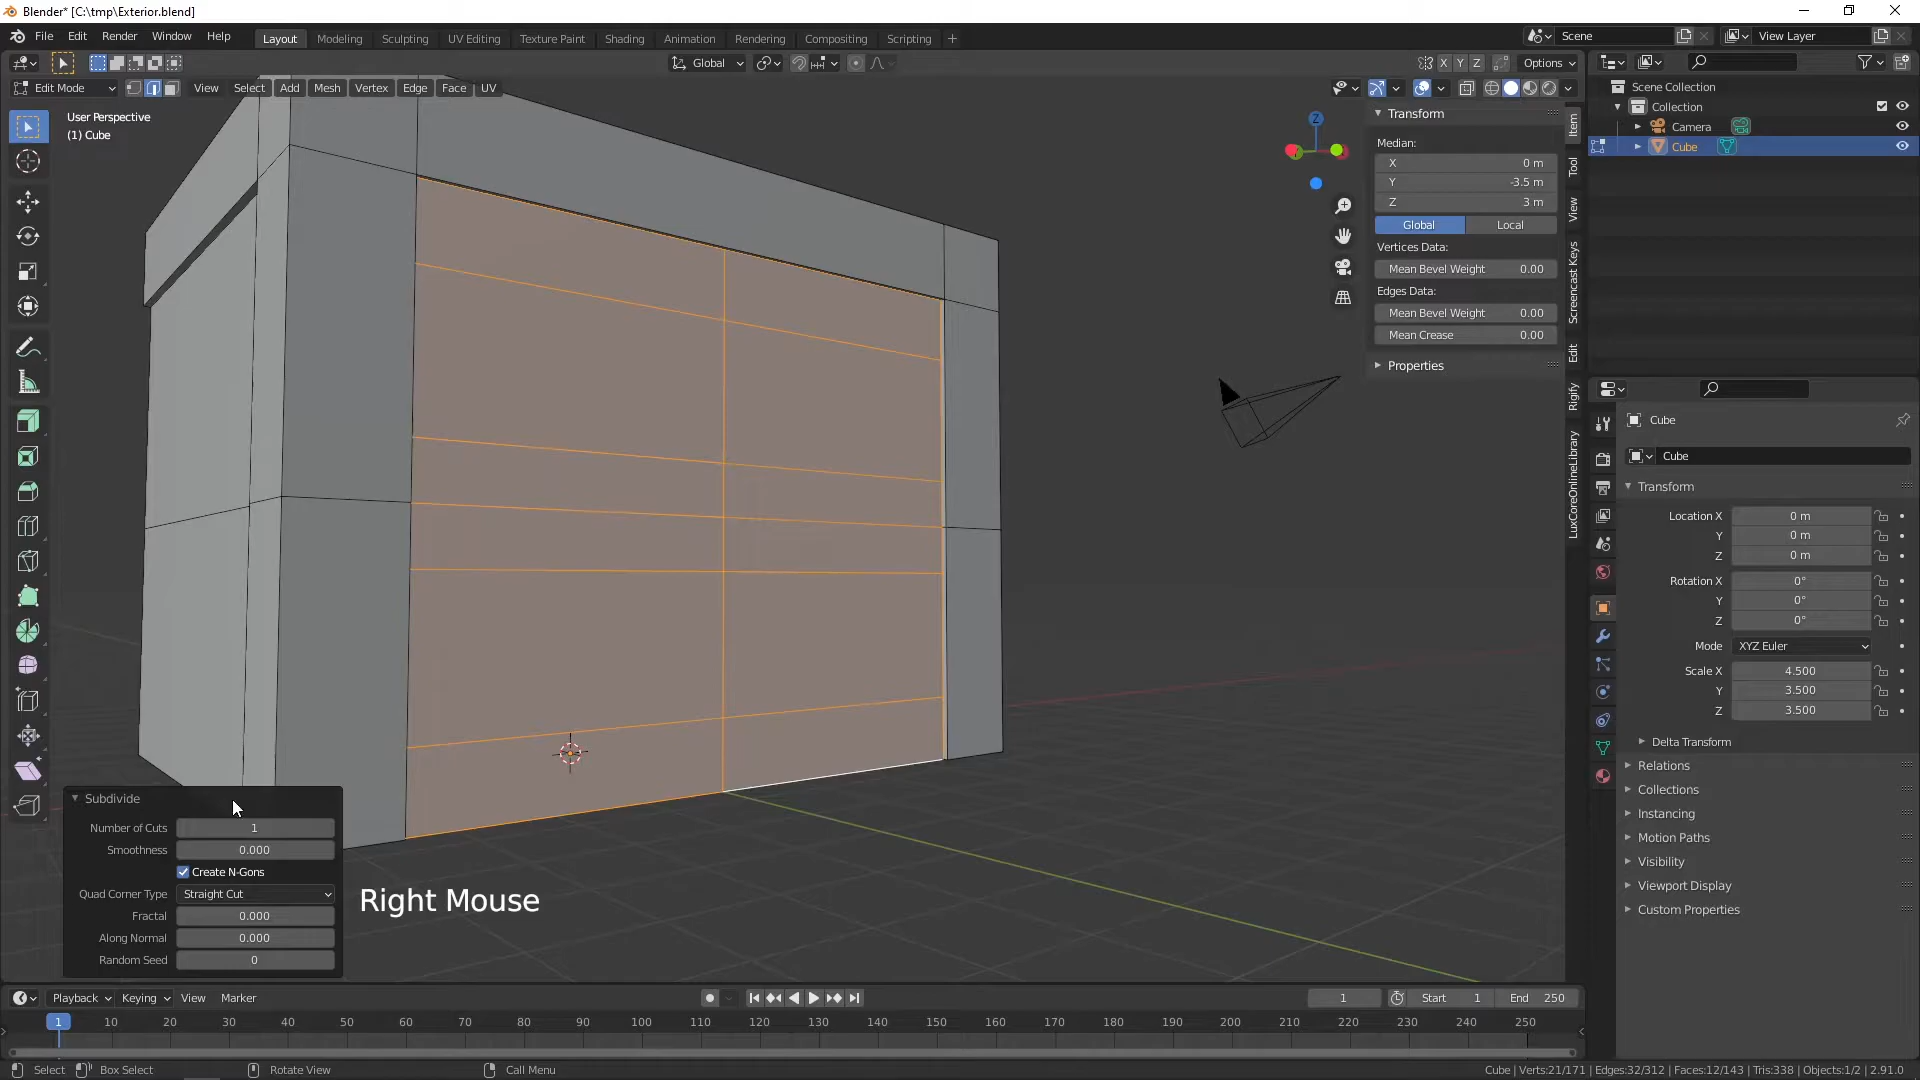 Blender* [C:\tmp\Exterior.blend]
File Edit Render Window Help Layout Modeling Sculpting UV Editing Texture Paint Shading Animation Rendering Compositing Scripting + Scene View Layer
Global X Y Z Options
Edit Mode View Select Add Mesh Vertex Edge Face UV
User Perspective
(1) Cube
Z
Transform
Median:
X 0 m
Y -3.5 m
Z 3 m
Global Local
Vertices Data:
Mean Bevel Weight 0.00
Edges Data:
Mean Bevel Weight 0.00
Mean Crease 0.00
Properties
Item
Tool
View
Screencast Keys
Edit
Rigify
LuxCoreOnlineLibrary
Scene Collection
Collection
Camera
Cube
Cube
Cube
Transform
Location X 0 m
Y 0 m
Z 0 m
Rotation X 0°
Y 0°
Z 0°
Mode XYZ Euler
Scale X 4.500
Y 3.500
Z 3.500
Delta Transform
Relations
Collections
Instancing
Motion Paths
Visibility
Viewport Display
Custom Properties
Subdivide
Number of Cuts 1
Smoothness 0.000
Create N-Gons
Quad Corner Type Straight Cut
Fractal 0.000
Along Normal 0.000
Random Seed 0
Right Mouse
Playback Keying View Marker 1 Start 1 End 250
1 10 20 30 40 50 60 70 80 90 100 110 120 130 140 150 160 170 180 190 200 210 220 230 240 250
Select Box Select Rotate View Call Menu Cube | Verts:21/171 | Edges:32/312 | Faces:12/143 | Tris:338 | Objects:1/2 | 2.91.0